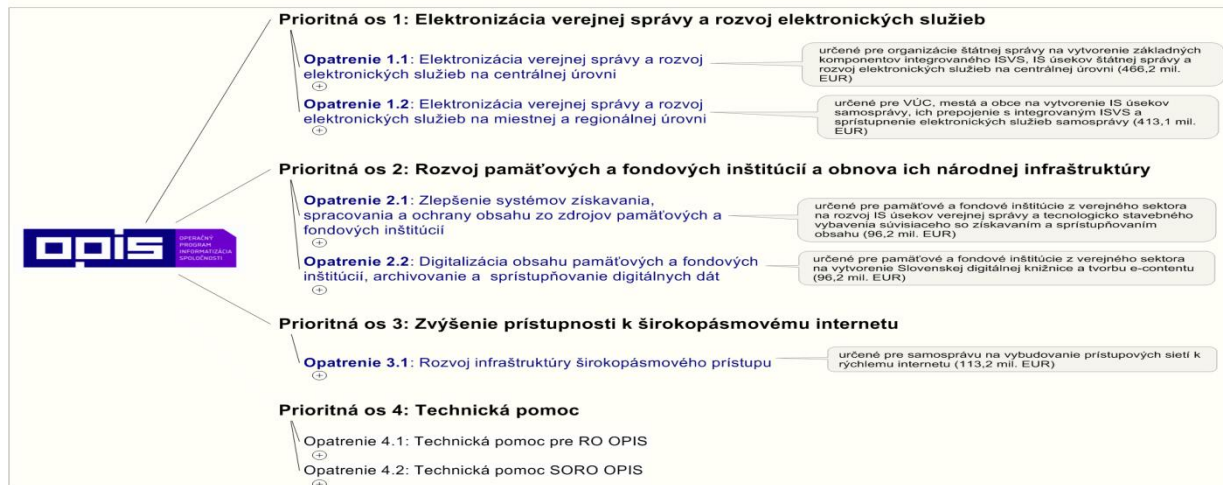 Prioritná os 1: Elektronizácia verejnej správy a rozvoj elektronických služieb
Opatrenie 1.1: Elektronizácia verejnej správy a rozvoj
elektronických služieb na centrálnej úrovni
určené pre organizácie štátnej správy na vytvorenie základných
komponentov integrovaného ISVS, IS úsekov štátnej správy a
rozvoj elektronických služieb na centrálnej úrovni (466,2 mil.
EUR)
Opatrenie 1.2: Elektronizácia verejnej správy a rozvoj
elektronických služieb na miestnej a regionálnej úrovni
určené pre VÚC, mestá a obce na vytvorenie IS úsekov
samosprávy, ich prepojenie s integrovaným ISVS a
sprístupnenie elektronických služieb samosprávy (413,1 mil.
EUR)
Prioritná os 2: Rozvoj pamäťových a fondových inštitúcií a obnova ich národnej infraštruktúry
Opatrenie 2.1: Zlepšenie systémov získavania,
spracovania a ochrany obsahu zo zdrojov pamäťových a
fondových inštitúcií
určené pre pamäťové a fondové inštitúcie z verejného sektora
na rozvoj IS úsekov verejnej správy a tecnologicko stavebného
vybavenia súvisiaceho so získavaním a sprístupňovaním
obsahu (96,2 mil. EUR)
opis
OPERAČNÝ
PROGRAM
INFORMATIZÁCIA
SPOLOČNOSTI
Opatrenie 2.2: Digitalizácia obsahu pamäťových a fondových
inštitúcií, archivovanie a sprístupňovanie digitálnych dát
určené pre pamäťové a fondové inštitúcie z verejného sektora
na vytvorenie Slovenskej digitálnej knižnice a tvorbu e-contentu
(96,2 mil. EUR)
Prioritná os 3: Zvýšenie prístupnosti k širokopásmovému internetu
Opatrenie 3.1: Rozvoj infraštruktúry širokopásmového prístupu
určené pre samosprávu na vybudovanie prístupových sietí k
rýchlemu internetu (113,2 mil. EUR)
Prioritná os 4: Technická pomoc
Opatrenie 4.1: Technická pomoc pre RO OPIS
Opatrenie 4.2: Technická pomoc SORO OPIS